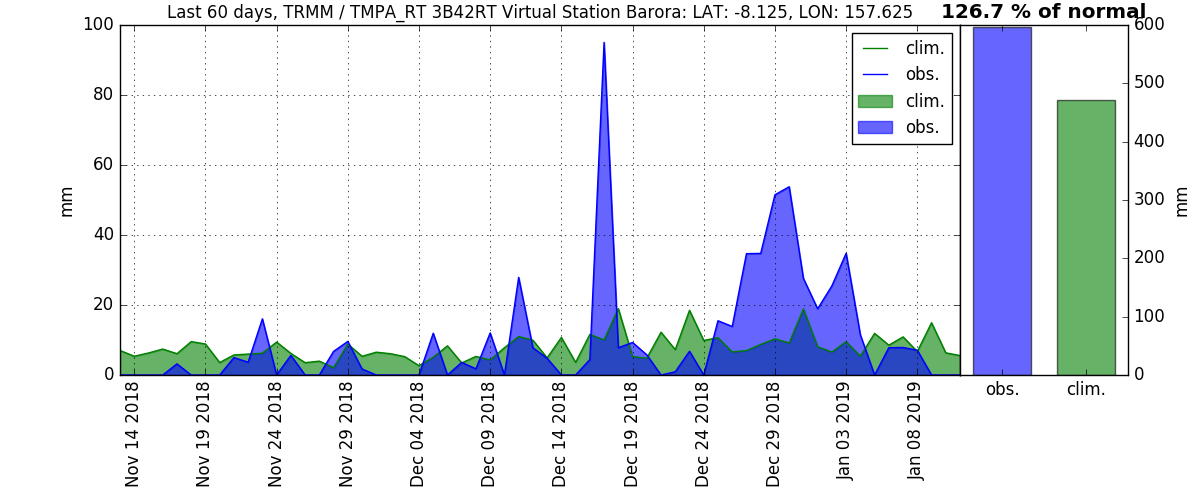 Last 60 days, TRMM / TMPA_RT 3B42RT Virtual Station Barora: LAT: -8.125, LON: 157.625
126.7 % of normal
100
80
60
40
20
0
mm
clim.
obs.
clim.
obs.
600
500
400
300
200
100
0
mm
Nov 14 2018
Nov 19 2018
Nov 24 2018
Nov 29 2018
Dec 04 2018
Dec 09 2018
Dec 14 2018
Dec 19 2018
Dec 24 2018
Dec 29 2018
Jan 03 2019
Jan 08 2019
obs.
clim.